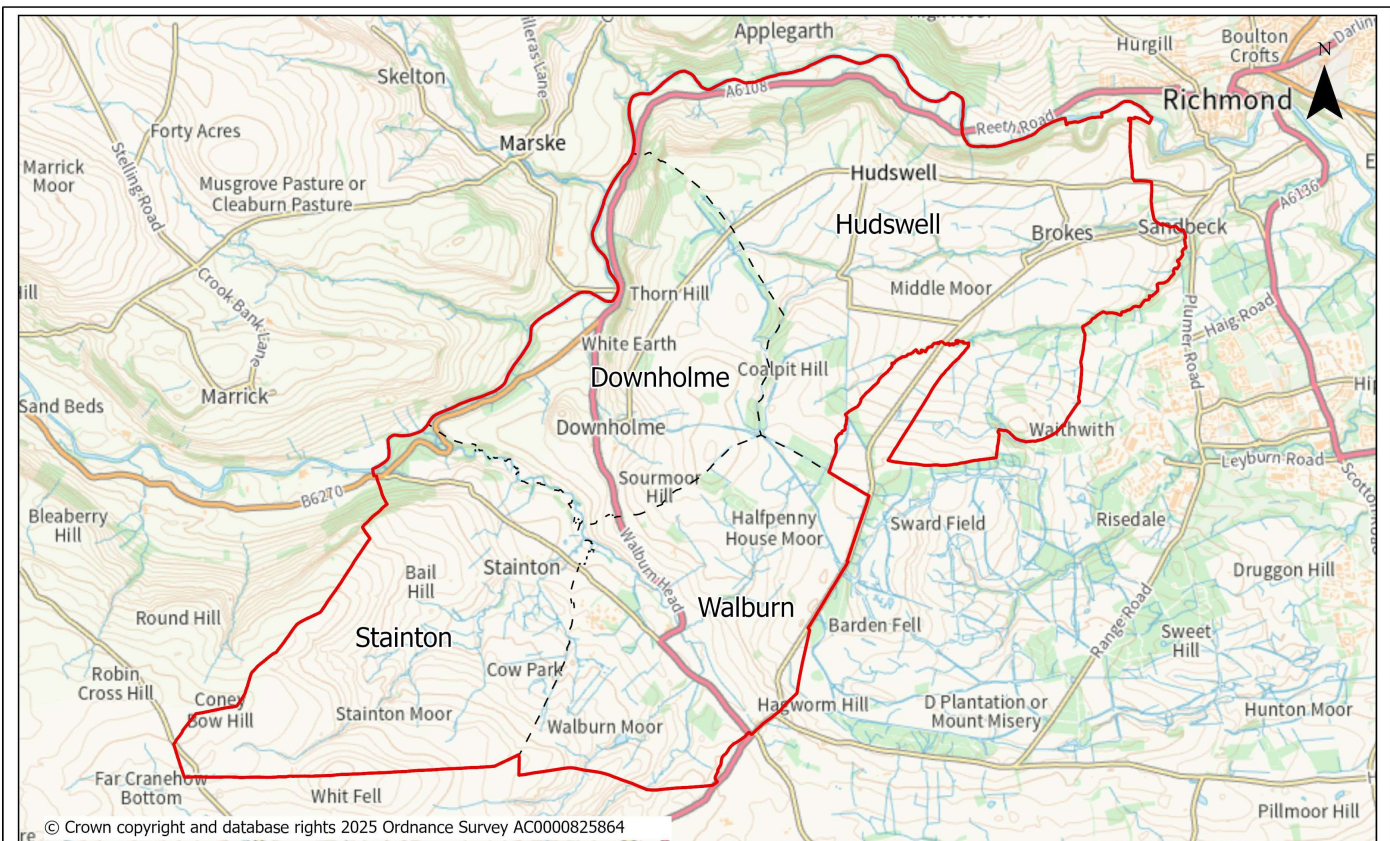 Applegarth
Hurgill
Boulton
Crofts
N
Skelton
A6108
Richmond
Forty Acres
Marske
Reeth Road
Stelling Road
Marrick
Moor
Musgrove Pasture or
Cleaburn Pasture
Hudswell
A6136
Hudswell
Brokes
Sandbeck
Crook Bank Lane
Thorn Hill
Middle Moor
Plumer Road
Haig Road
White Earth
Downholme
Coalpit Hill
Marrick
Sand Beds
Downholme
Waithwith
Leyburn Road
B6270
Sourmoor
Hill
Bleaberry
Hill
Halfpenny
House Moor
Sward Field
Risedale
Walburn Head
Stainton
Bail
Hill
Druggon Hill
Round Hill
Stainton
Walburn
Barden Fell
Range Road
Sweet
Hill
Robin
Cross Hill
Cow Park
Coney
Bow Hill
Stainton Moor
Walburn Moor
Hagworm Hill
D Plantation or
Mount Misery
Hunton Moor
Far Cranehow
Bottom
Whit Fell
Pillmoor Hill
© Crown copyright and database rights 2025 Ordnance Survey AC0000825864